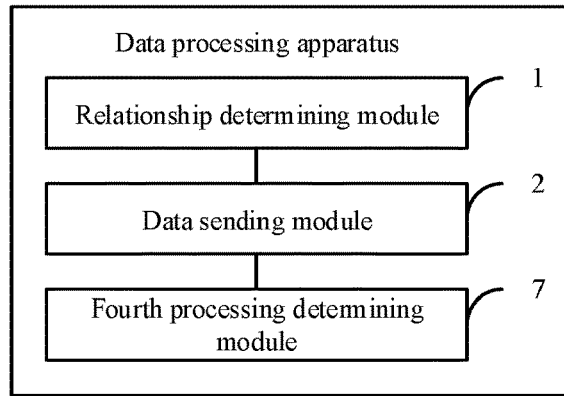 Data processing apparatus
1
Relationship determining module
2
Data sending module
7
Fourth processing determining
module